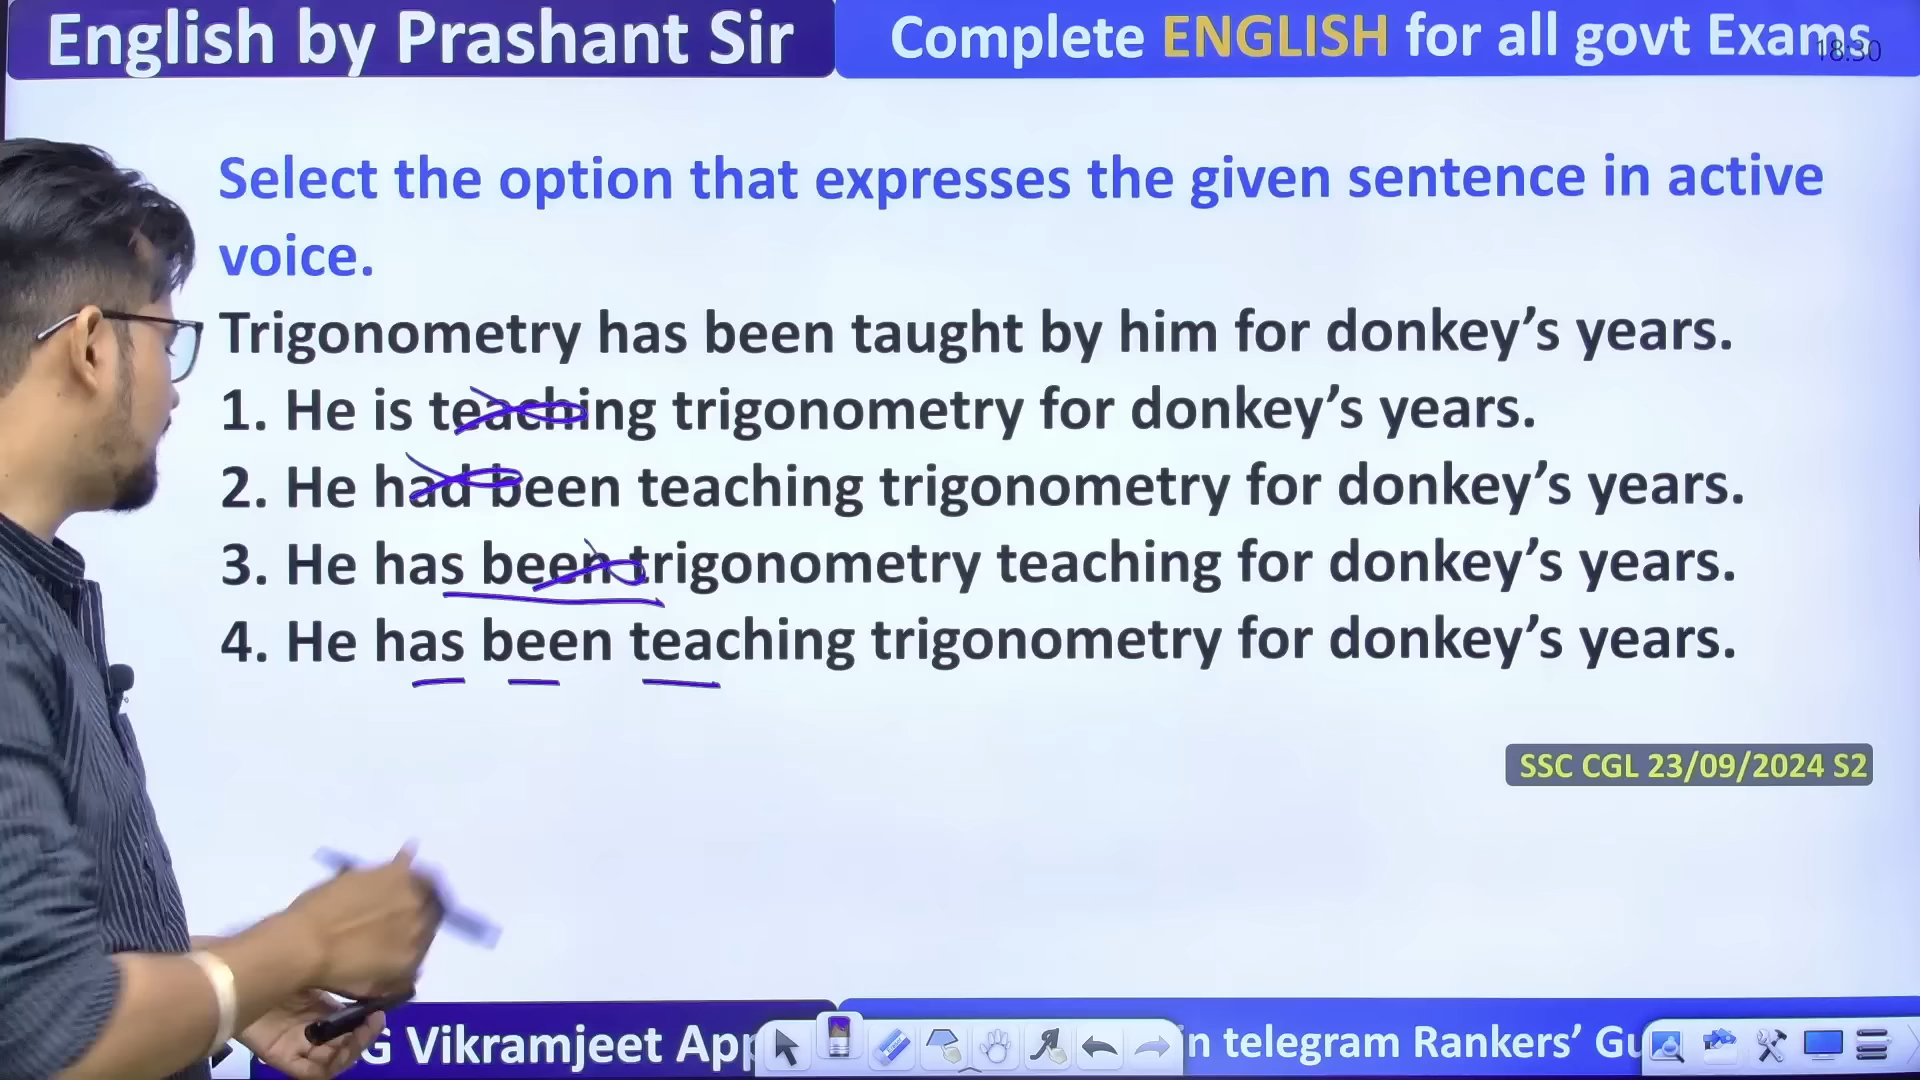 English by Prashant Sir
Complete ENGLISH for all govt Exams
18:30
Select the option that expresses the given sentence in active
voice.
Trigonometry has been taught by him for donkey’s years.
1. He is teaching trigonometry for donkey’s years.
2. He had been teaching trigonometry for donkey’s years.
3. He has been trigonometry teaching for donkey’s years.
4. He has been teaching trigonometry for donkey’s years.
SSC CGL 23/09/2024 S2
G Vikramjeet App
in telegram Rankers’ Gu